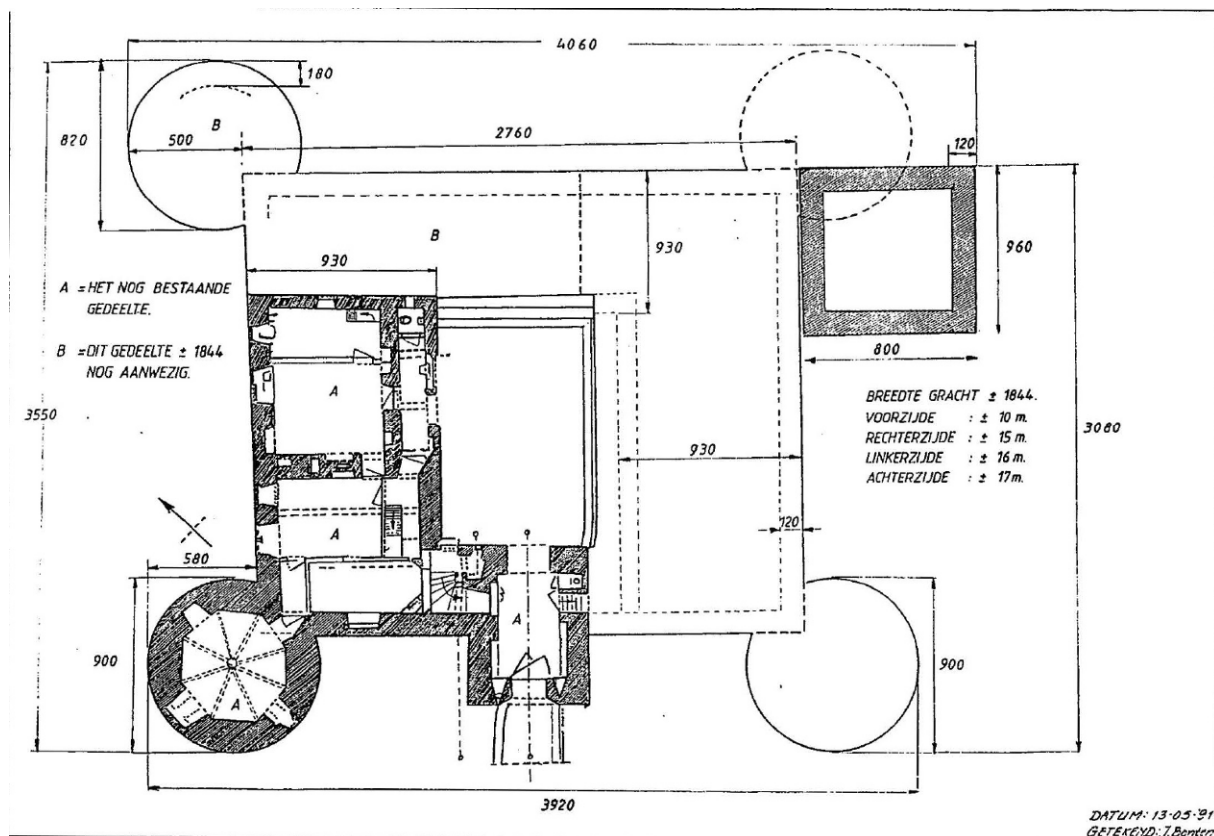 4060
180
820
B
500
2760
120
B
930
930
960
A = HET NOG BESTAANDE
GEDEELTE.
B = DIT GEDEELTE ± 1844
NOG AANWEZIG.
A
800
3550
BREEDTE GRACHT ± 1844.
VOORZIJDE : ± 10 m.
RECHTERZIJDE : ± 15 m.
LINKERZIJDE : ± 16 m.
ACHTERZIJDE : ± 17 m.
3080
930
120
A
580
A
900
A
900
3920
DATUM: 13-05-'91
GETEKEND: J.